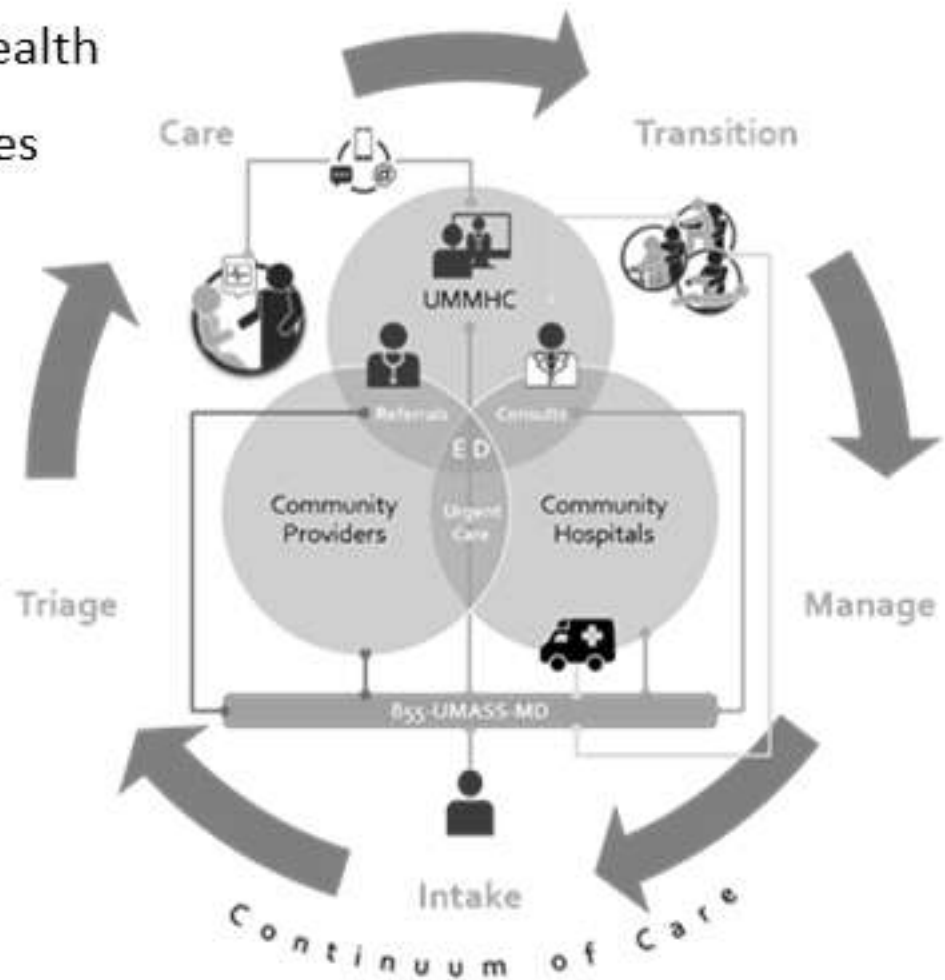 ealth
es
Care
Transition
UMMHC
Referrals
Consults
ED
Community
Providers
Urgent
Care
Community
Hospitals
Triage
Manage
855-UMASS-MD
Intake
Continuum of Care